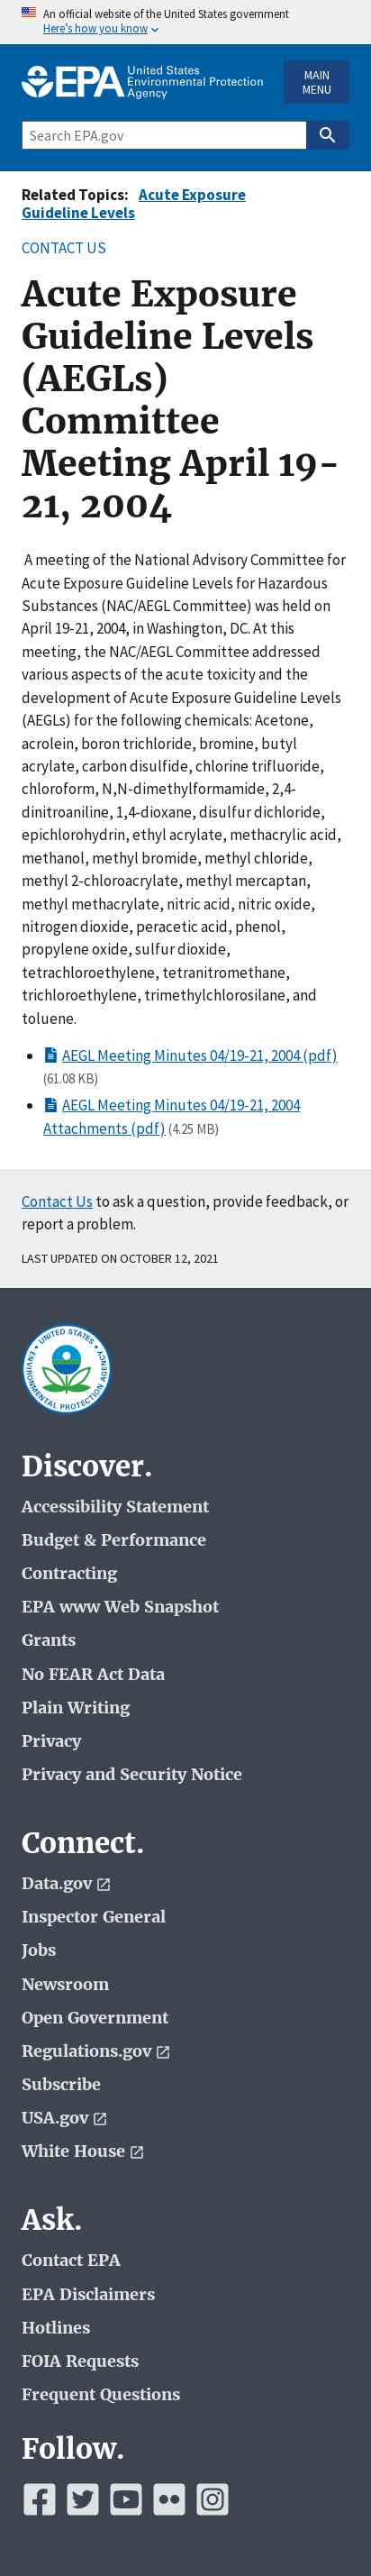 An official website of the United States government
Here's how you know
EPA United States
Environmental Protection
Agency
MAIN
MENU
Search EPA.gov
Related Topics: Acute Exposure
Guideline Levels
CONTACT US
Acute Exposure
Guideline Levels
(AEGLs)
Committee
Meeting April 19-
21, 2004
A meeting of the National Advisory Committee for
Acute Exposure Guideline Levels for Hazardous
Substances (NAC/AEGL Committee) was held on
April 19-21, 2004, in Washington, DC. At this
meeting, the NAC/AEGL Committee addressed
various aspects of the acute toxicity and the
development of Acute Exposure Guideline Levels
(AEGLs) for the following chemicals: Acetone,
acrolein, boron trichloride, bromine, butyl
acrylate, carbon disulfide, chlorine trifluoride,
chloroform, N,N-dimethylformamide, 2,4-
dinitroaniline, 1,4-dioxane, disulfur dichloride,
epichlorohydrin, ethyl acrylate, methacrylic acid,
methanol, methyl bromide, methyl chloride,
methyl 2-chloroacrylate, methyl mercaptan,
methyl methacrylate, nitric acid, nitric oxide,
nitrogen dioxide, peracetic acid, phenol,
propylene oxide, sulfur dioxide,
tetrachloroethylene, tetranitromethane,
trichloroethylene, trimethylchlorosilane, and
toluene.
• AEGL Meeting Minutes 04/19-21, 2004 (pdf)
(61.08 KB)
• AEGL Meeting Minutes 04/19-21, 2004
Attachments (pdf) (4.25 MB)
Contact Us to ask a question, provide feedback, or
report a problem.
LAST UPDATED ON OCTOBER 12, 2021
UNITED STATES
ENVIRONMENTAL PROTECTION AGENCY
Discover.
Accessibility Statement
Budget & Performance
Contracting
EPA www Web Snapshot
Grants
No FEAR Act Data
Plain Writing
Privacy
Privacy and Security Notice
Connect.
Data.gov
Inspector General
Jobs
Newsroom
Open Government
Regulations.gov
Subscribe
USA.gov
White House
Ask.
Contact EPA
EPA Disclaimers
Hotlines
FOIA Requests
Frequent Questions
Follow.